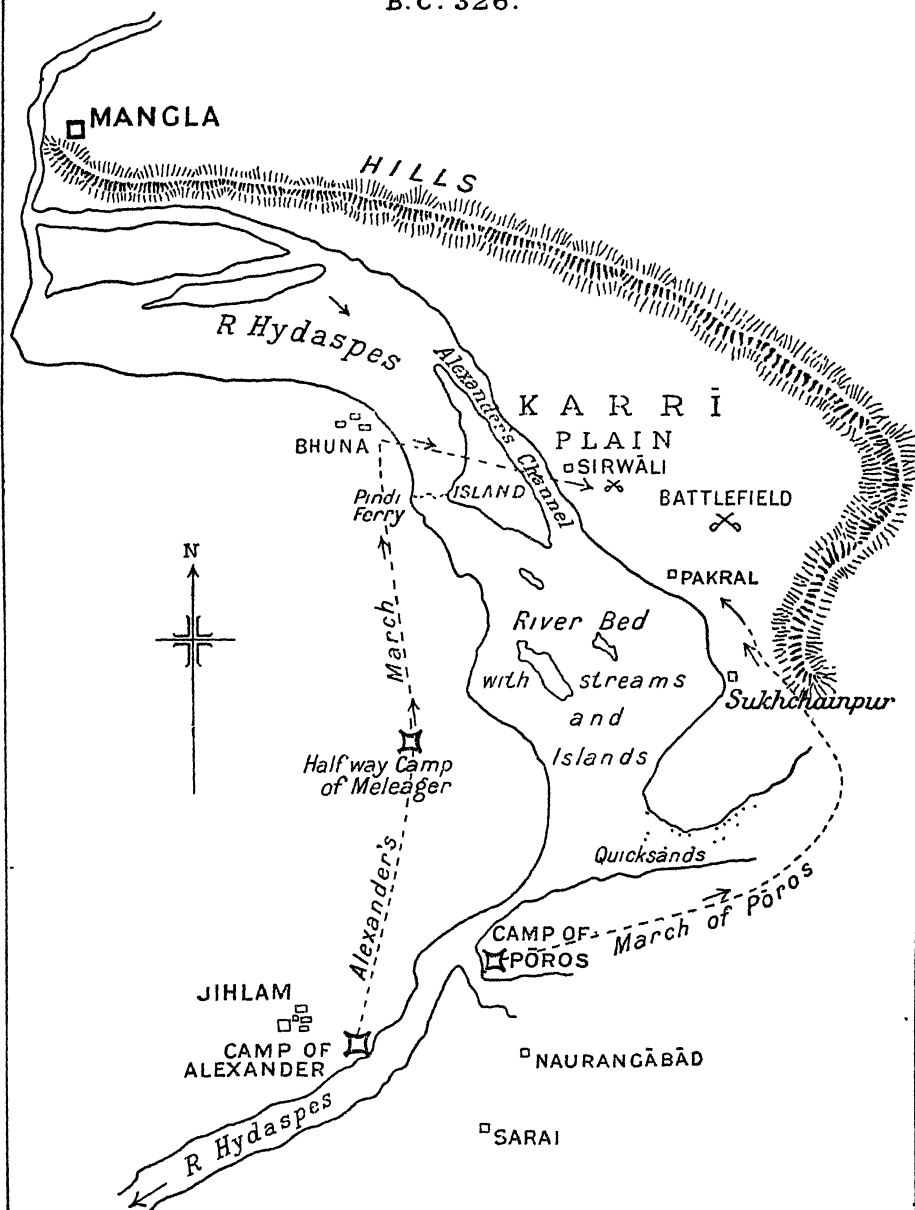 B.C. 326.
MANGLA
HILLS
R Hydaspes
Alexander's Channel
KARRĪ
PLAIN
BHUNA
SIRWĀLI
Pindi
Ferry
ISLAND
BATTLEFIELD
N
PAKRAL
River Bed
with streams
and
Islands
Sukhchainpur
Halfway Camp
of Meleager
Alexander's March
Quicksands
March of Pōros
CAMP OF
PŌROS
JIHLAM
CAMP OF
ALEXANDER
NAURANGĀBĀD
R Hydaspes
SARAI